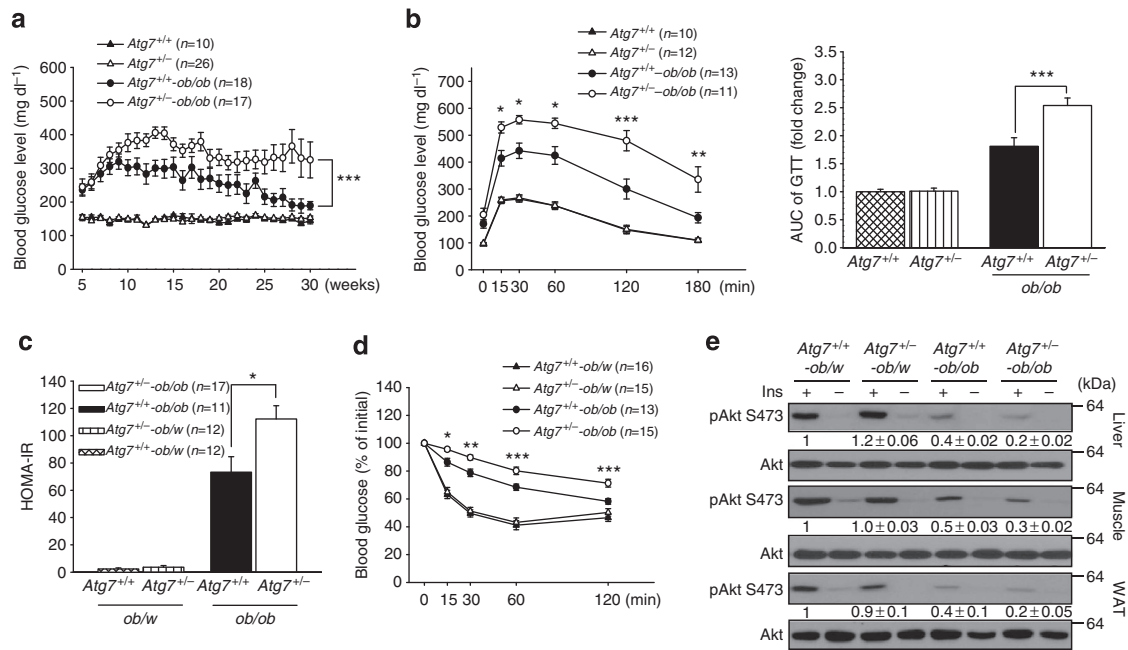 a
Atg7+/+ (n=10)
Atg7+/– (n=26)
Atg7+/+-ob/ob (n=18)
Atg7+/–-ob/ob (n=17)
Blood glucose level (mg dl–1)
600
500
400
300
200
100
0
***
5 10 15 20 25 30 (weeks)
b
Atg7+/+ (n=10)
Atg7+/– (n=12)
Atg7+/+–ob/ob (n=13)
Atg7+/––ob/ob (n=11)
Blood glucose level (mg dl–1)
700
600
500
400
300
200
100
0
* * * *** **
0 15 30 60 120 180 (min)
AUC of GTT (fold change)
3.5
3.0
2.5
2.0
1.5
1.0
0.5
0.0
***
Atg7+/+ Atg7+/– Atg7+/+ Atg7+/–
ob/ob
c
HOMA-IR
140
120
100
80
60
40
20
0
Atg7+/–-ob/ob (n=17)
Atg7+/+-ob/ob (n=11)
Atg7+/–-ob/w (n=12)
Atg7+/+-ob/w (n=12)
*
Atg7+/+ Atg7+/– Atg7+/+ Atg7+/–
ob/w ob/ob
d
Atg7+/+-ob/w (n=16)
Atg7+/–-ob/w (n=15)
Atg7+/+-ob/ob (n=13)
Atg7+/–-ob/ob (n=15)
Blood glucose (% of initial)
140
120
100
80
60
40
20
0
* ** *** ***
0 15 30 60 120 (min)
e
Atg7+/+ Atg7+/– Atg7+/+ Atg7+/–
-ob/w -ob/w -ob/ob -ob/ob
(kDa)
Ins + – + – + – + –
pAkt S473 64
1 1.2±0.06 0.4±0.02 0.2±0.02
Akt 64
Liver
pAkt S473 64
1 1.0±0.03 0.5±0.03 0.3±0.02
Akt 64
Muscle
pAkt S473 64
1 0.9±0.1 0.4±0.1 0.2±0.05
Akt 64
WAT